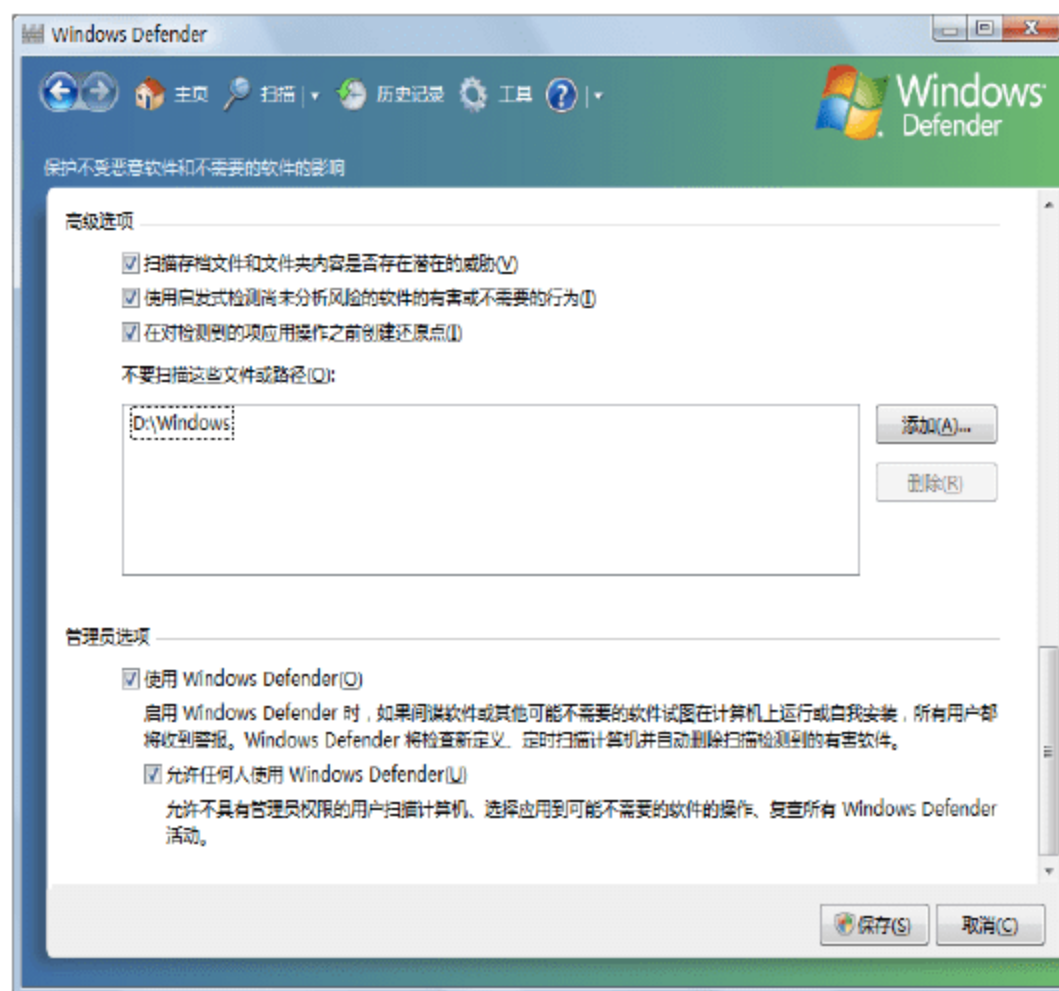 Windows Defender
主页 扫描 历史记录 工具 ?
Windows
Defender
保护不受恶意软件和不需要的软件的影响
高级选项
扫描存档文件和文件夹内容是否存在潜在的威胁(V)
使用启发式检测尚未分析风险的软件的有害或不需要的行为(I)
在对检测到的项应用操作之前创建还原点(I)
不要扫描这些文件或路径(O):
D:\Windows
添加(A)...
删除(R)
管理员选项
使用 Windows Defender(O)
启用 Windows Defender 时，如果间谍软件或其他可能不需要的软件试图在计算机上运行或自我安装，所有用户都
将收到警报。Windows Defender 将检查新定义、定时扫描计算机并自动删除扫描检测到的有害软件。
允许任何人使用 Windows Defender(U)
允许不具有管理员权限的用户扫描计算机、选择应用到可能不需要的软件的操作、复查所有 Windows Defender
活动。
保存(S) 取消(C)